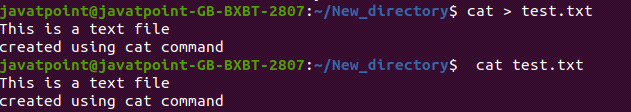 javatpoint@javatpoint-GB-BXBT-2807:~/New_directory$ cat > test.txt
This is a text file
created using cat command
javatpoint@javatpoint-GB-BXBT-2807:~/New_directory$  cat test.txt
This is a text file
created using cat command